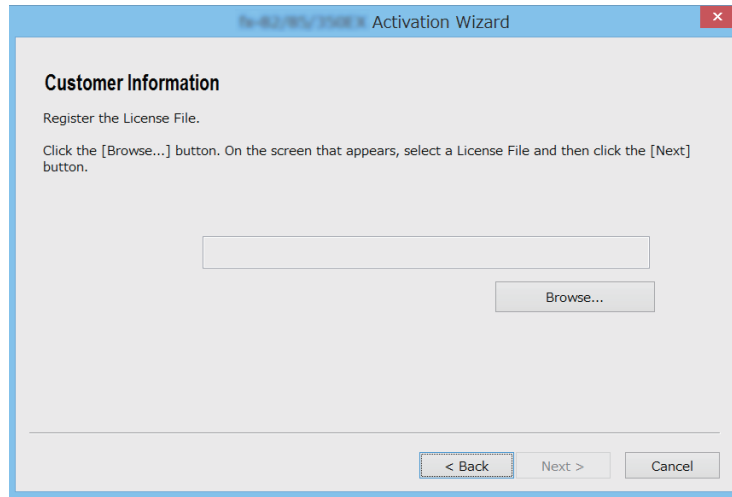 Activation Wizard
Customer Information
Register the License File.
Click the [Browse...] button. On the screen that appears, select a License File and then click the [Next]
button.
Browse...
< Back Next > Cancel